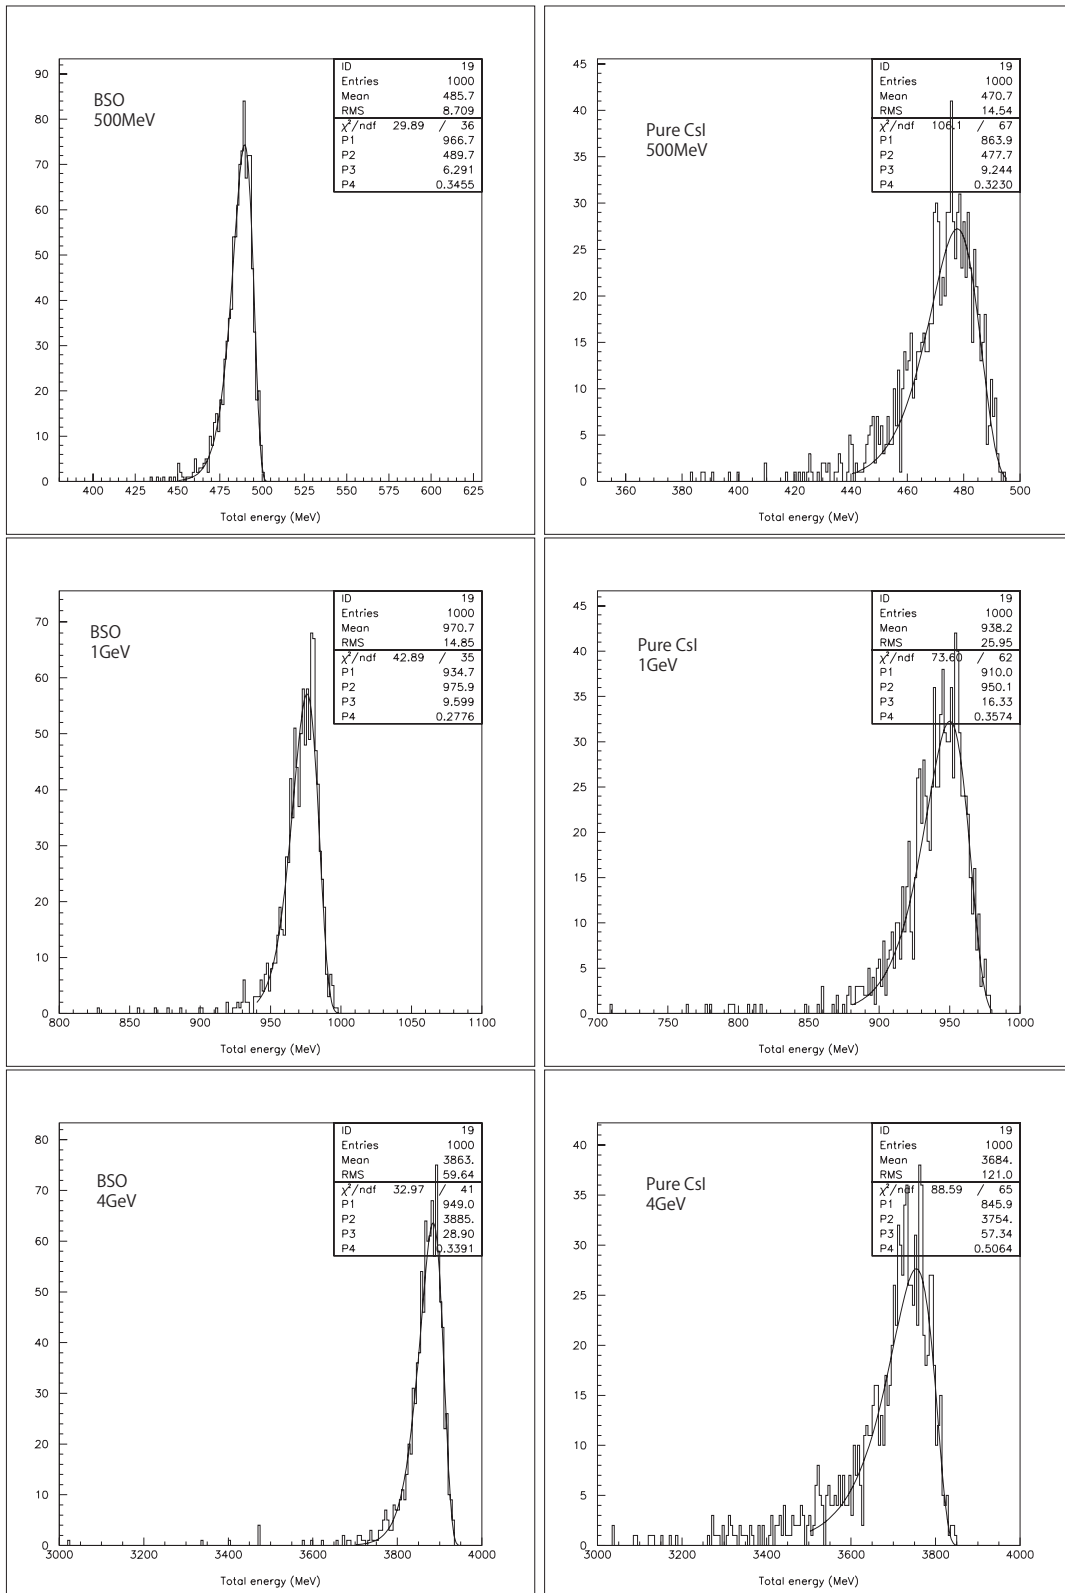 BSO
500MeV
ID 19
Entries 1000
Mean 485.7
RMS 8.709
χ²/ndf 29.89 / 36
P1 966.7
P2 489.7
P3 6.291
P4 0.3455
90
80
70
60
50
40
30
20
10
0
400 425 450 475 500 525 550 575 600 625
Total energy (MeV)
Pure CsI
500MeV
ID 19
Entries 1000
Mean 470.7
RMS 14.54
χ²/ndf 106.1 / 67
P1 863.9
P2 477.7
P3 9.244
P4 0.3230
45
40
35
30
25
20
15
10
5
0
360 380 400 420 440 460 480 500
Total energy (MeV)
BSO
1GeV
ID 19
Entries 1000
Mean 970.7
RMS 14.85
χ²/ndf 42.89 / 35
P1 934.7
P2 975.9
P3 9.599
P4 0.2776
70
60
50
40
30
20
10
0
800 850 900 950 1000 1050 1100
Total energy (MeV)
Pure CsI
1GeV
ID 19
Entries 1000
Mean 938.2
RMS 25.95
χ²/ndf 73.60 / 62
P1 910.0
P2 950.1
P3 16.33
P4 0.3574
45
40
35
30
25
20
15
10
5
0
700 750 800 850 900 950 1000
Total energy (MeV)
BSO
4GeV
ID 19
Entries 1000
Mean 3863.
RMS 59.64
χ²/ndf 32.97 / 41
P1 949.0
P2 3885.
P3 28.90
P4 0.3391
80
70
60
50
40
30
20
10
0
3000 3200 3400 3600 3800 4000
Total energy (MeV)
Pure CsI
4GeV
ID 19
Entries 1000
Mean 3684.
RMS 121.0
χ²/ndf 88.59 / 65
P1 845.9
P2 3754.
P3 57.34
P4 0.5064
40
35
30
25
20
15
10
5
0
3000 3200 3400 3600 3800 4000
Total energy (MeV)